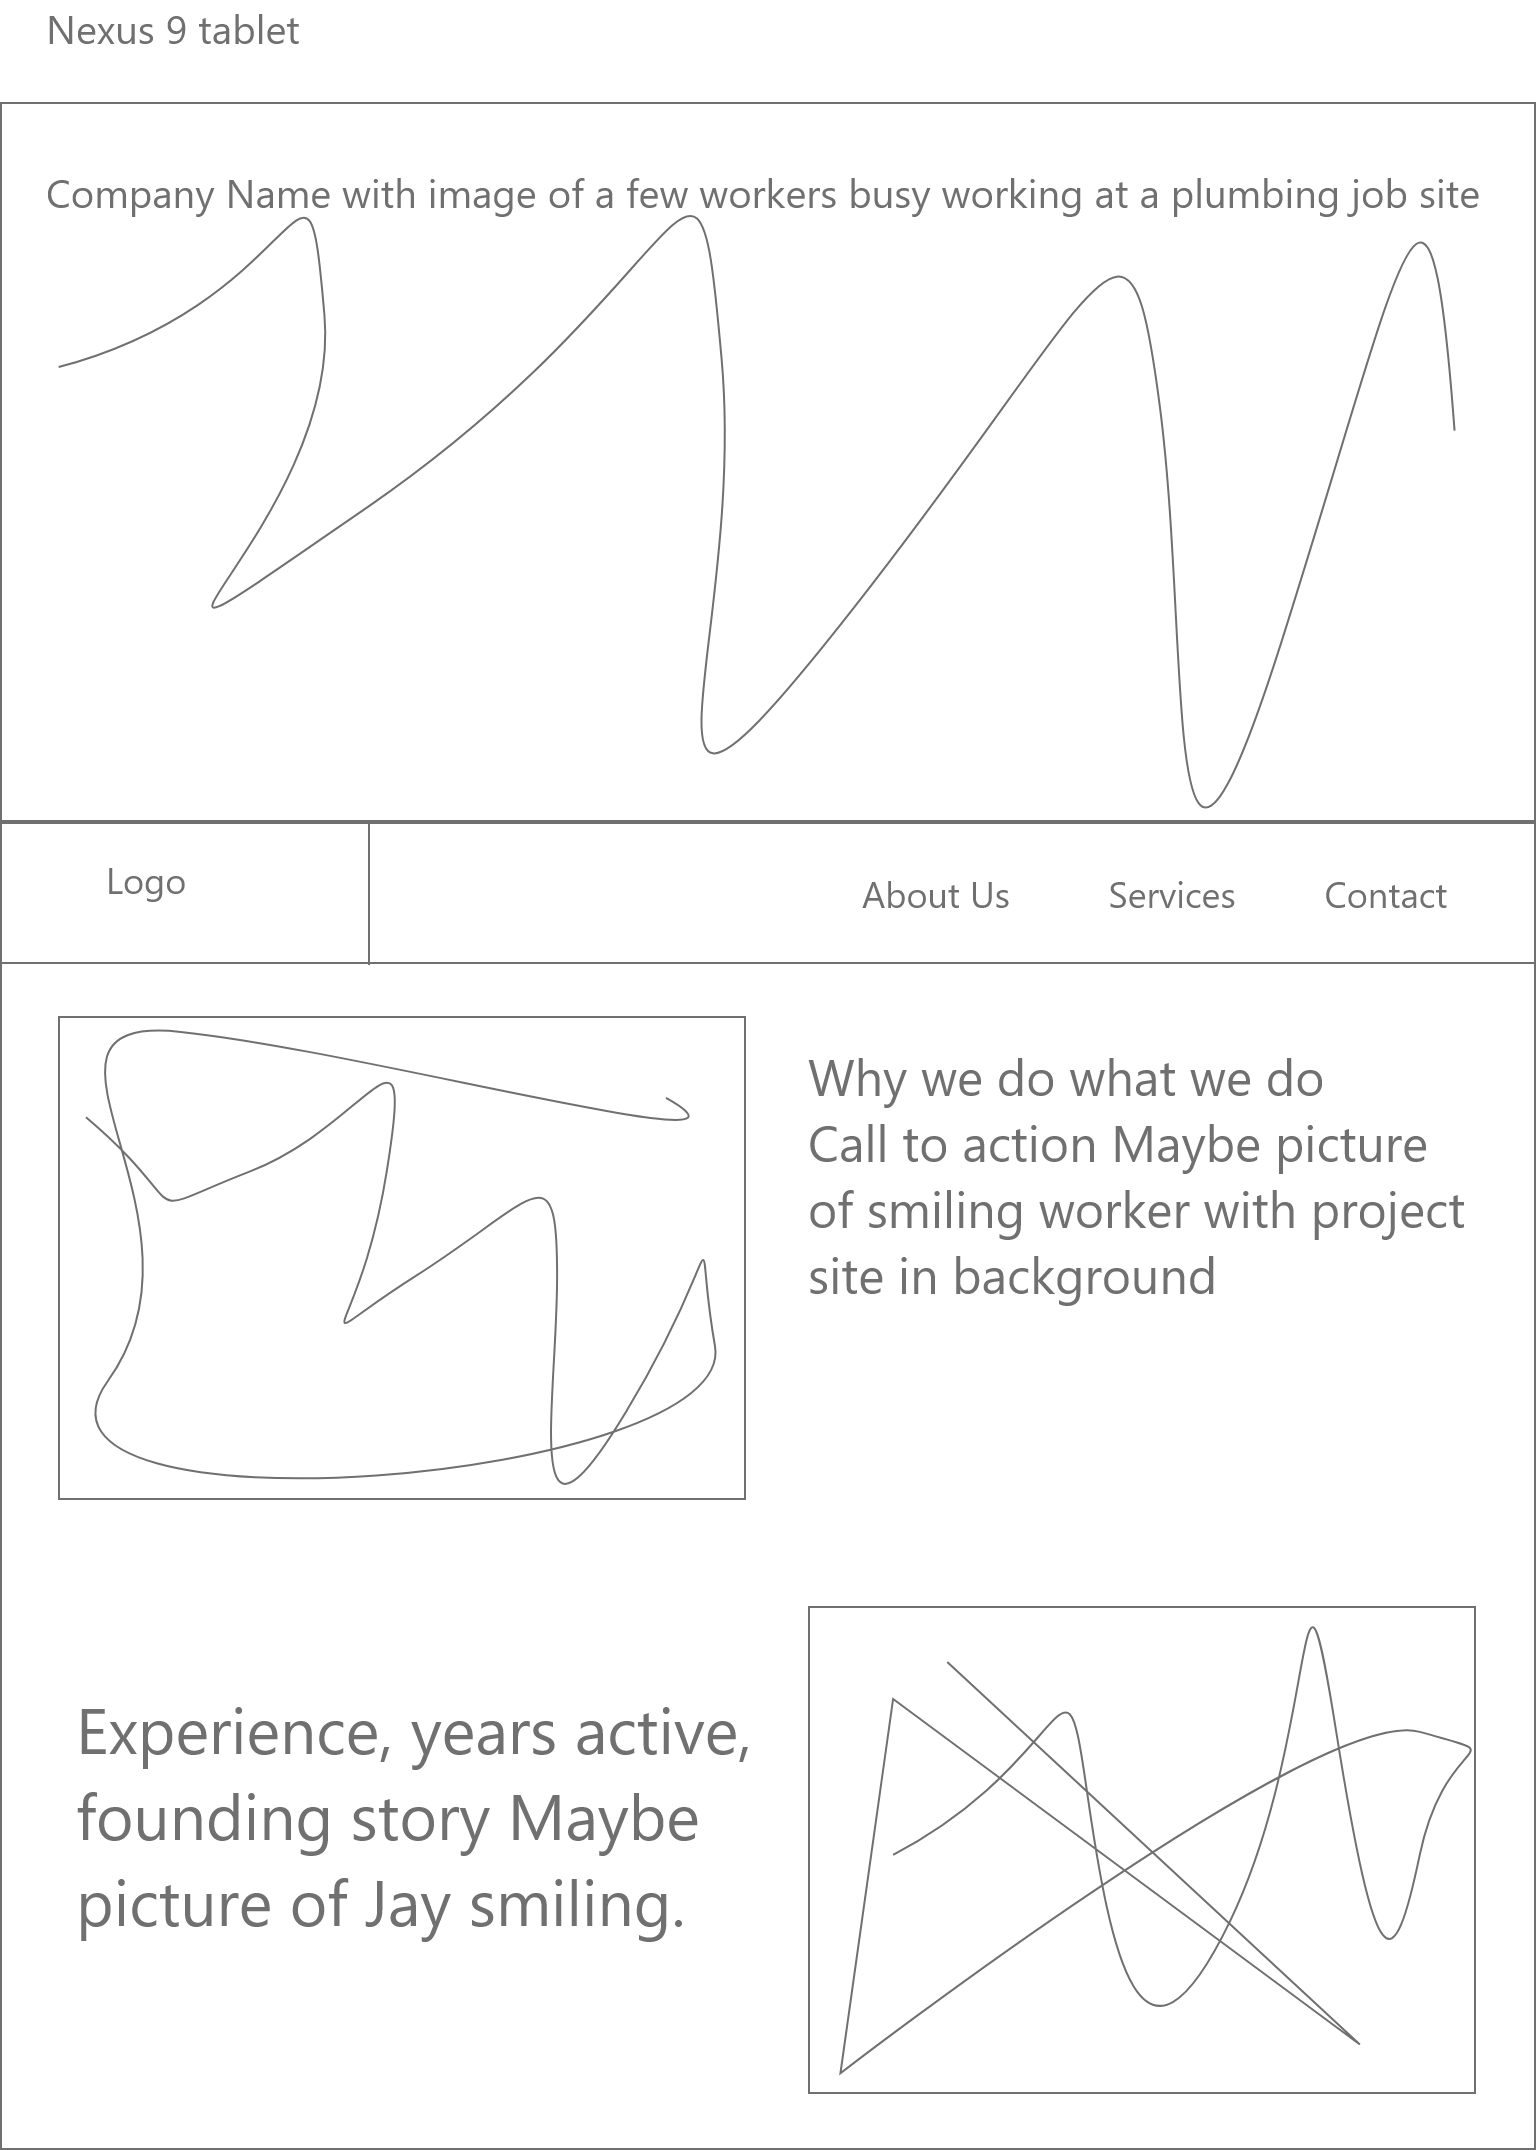 Nexus 9 tablet
Company Name with image of a few workers busy working at a plumbing job site
Logo
About Us
Services
Contact
Why we do what we do
Call to action Maybe picture
of smiling worker with project
site in background
Experience, years active,
founding story Maybe
picture of Jay smiling.